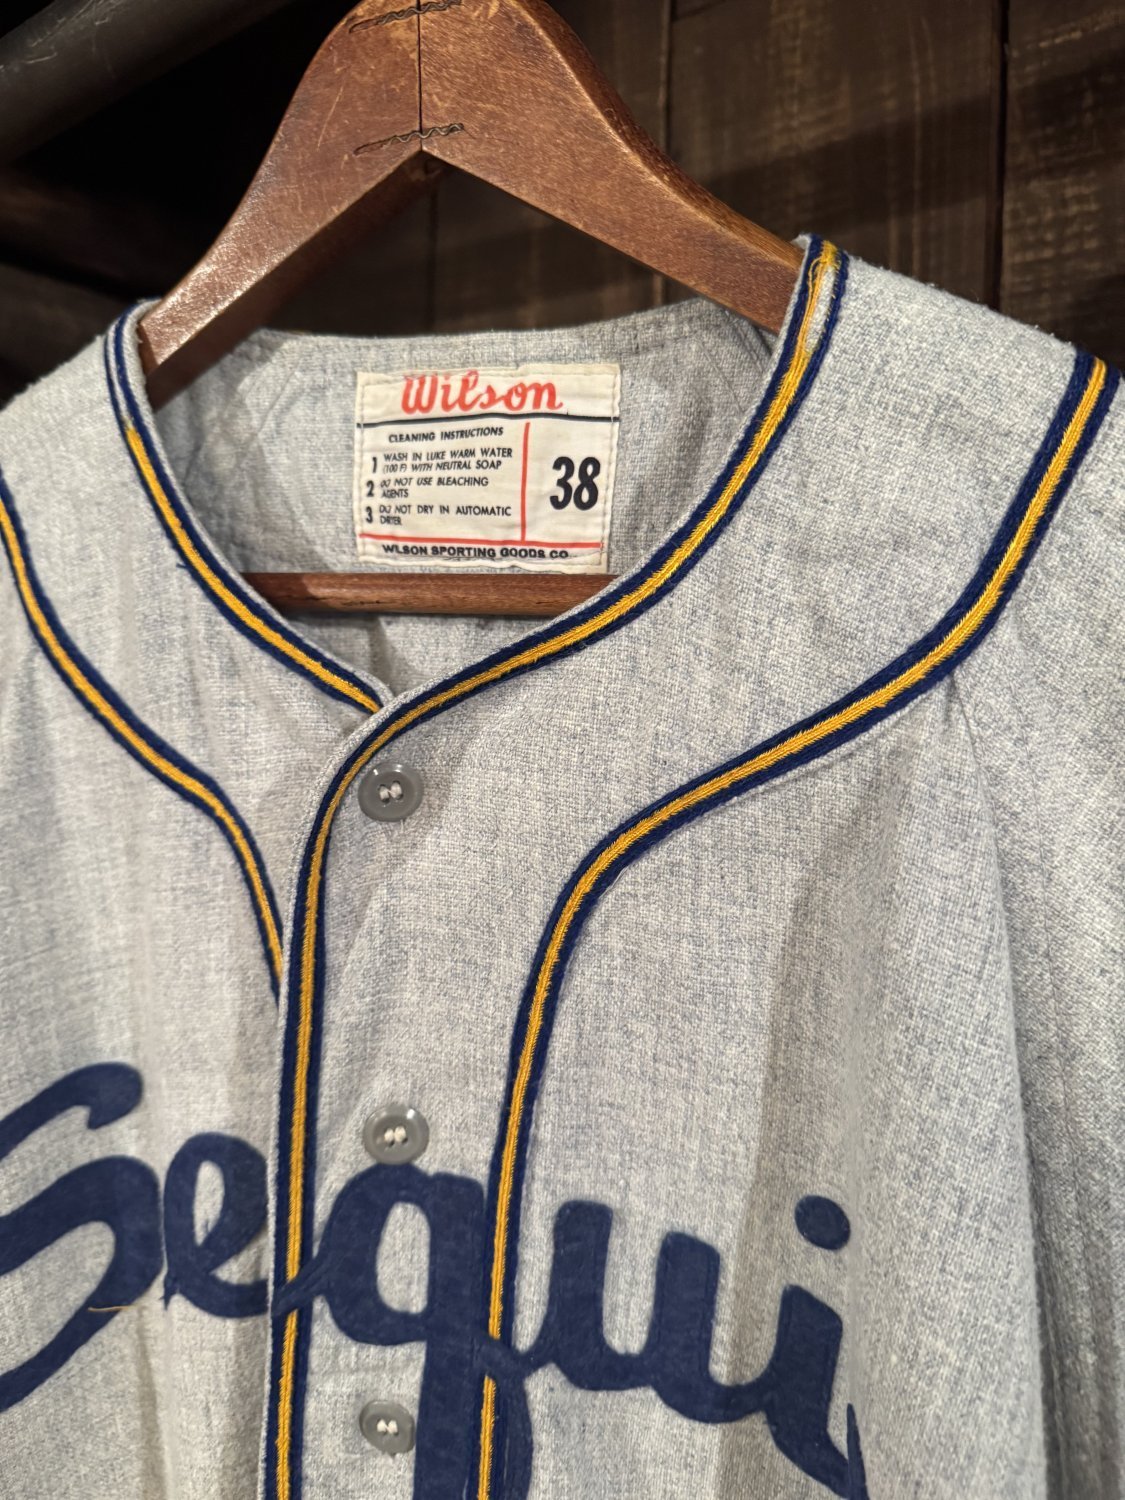 Wilson
CLEANING INSTRUCTIONS
1 WASH IN LUKE WARM WATER
(100 F) WITH NEUTRAL SOAP
2 DO NOT USE BLEACHING
AGENTS
3 DO NOT DRY IN AUTOMATIC
DRYER
38
WILSON SPORTING GOODS CO.
Segui